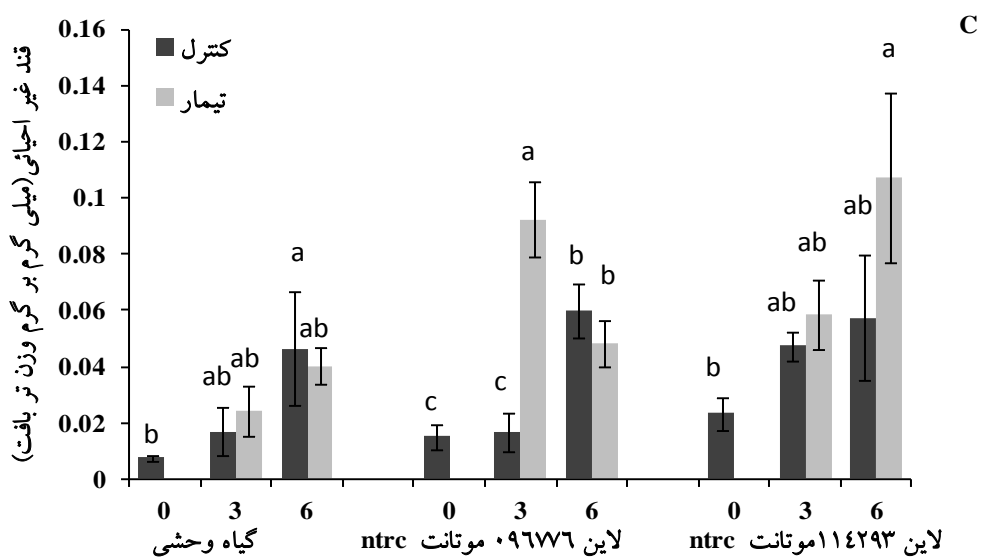 C
قند غیر احیائی(میلی گرم بر گرم وزن تر بافت)
0.16
0.14
0.12
0.1
0.08
0.06
0.04
0.02
0
کنترل
تیمار
b
ab
ab
a
ab
c
c
a
b
b
b
ab
ab
ab
a
0 3 6 0 3 6 0 3 6
گیاه وحشی
لاین ٠٩٦٧٧٦ موتانت ntrc
لاین ١١٤٢٩٣موتانت ntrc